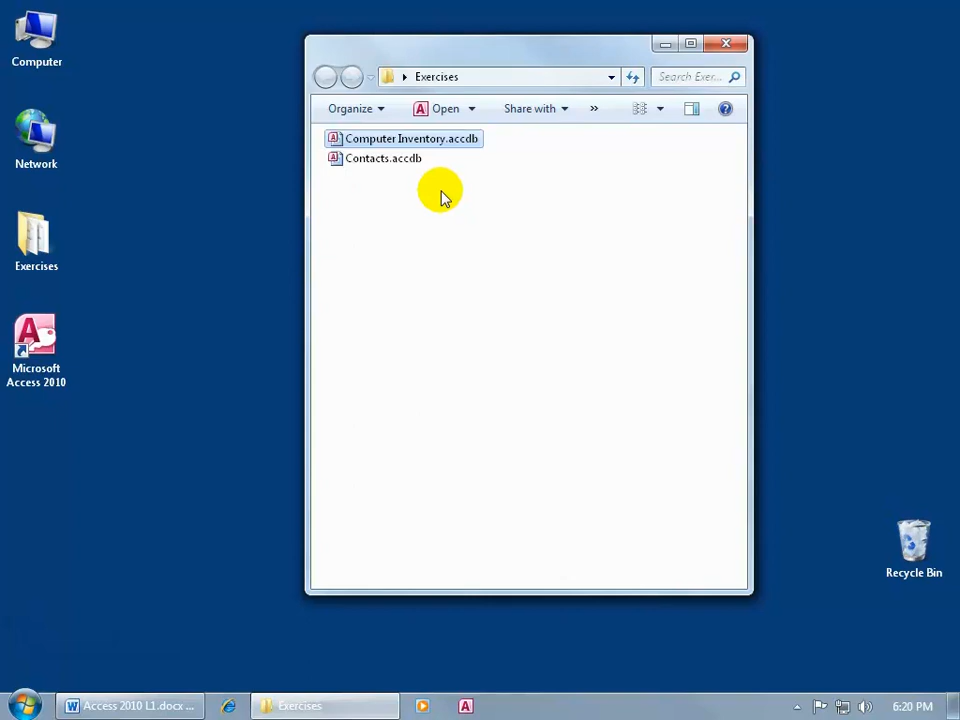 Computer
Network
Exercises
Microsoft
Access 2010
Exercises
Search Exer...
Organize
Open
Share with
»
Computer Inventory.accdb
Contacts.accdb
Recycle Bin
Access 2010 L1.docx ...
Exercises
6:20 PM